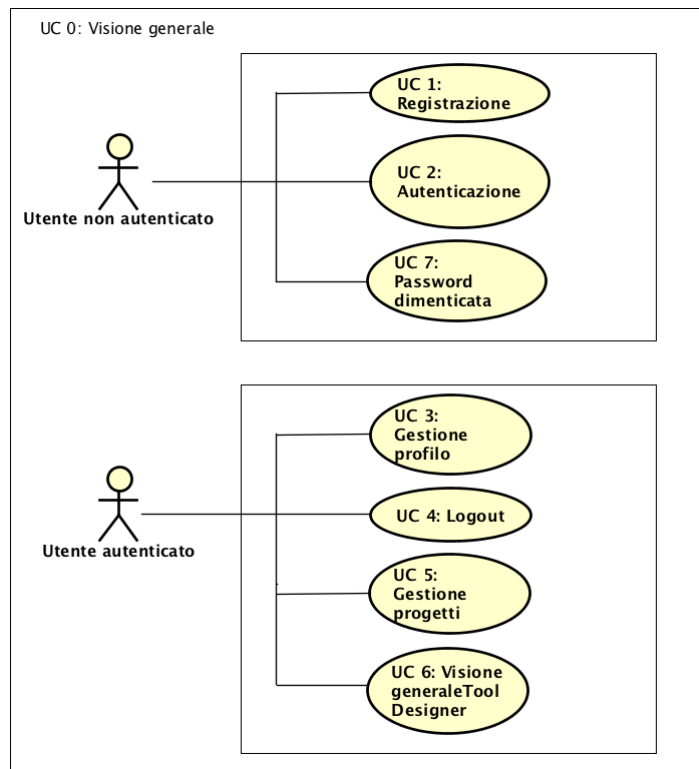 UC 0: Visione generale
UC 1:
Registrazione
UC 2:
Autenticazione
Utente non autenticato
UC 7:
Password
dimenticata
UC 3:
Gestione
profilo
UC 4: Logout
Utente autenticato
UC 5:
Gestione
progetti
UC 6: Visione
generaleTool
Designer